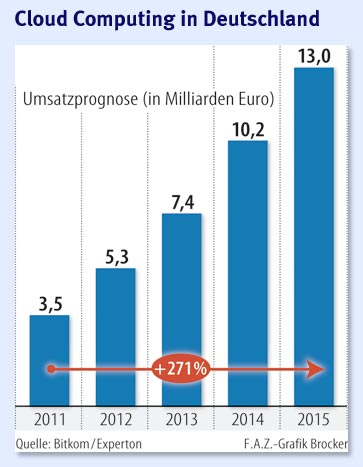 Cloud Computing in Deutschland
Umsatzprognose (in Milliarden Euro)
13,0
10,2
7,4
5,3
3,5
+271%
2011 2012 2013 2014 2015
Quelle: Bitkom/Experton F.A.Z.-Grafik Brocker